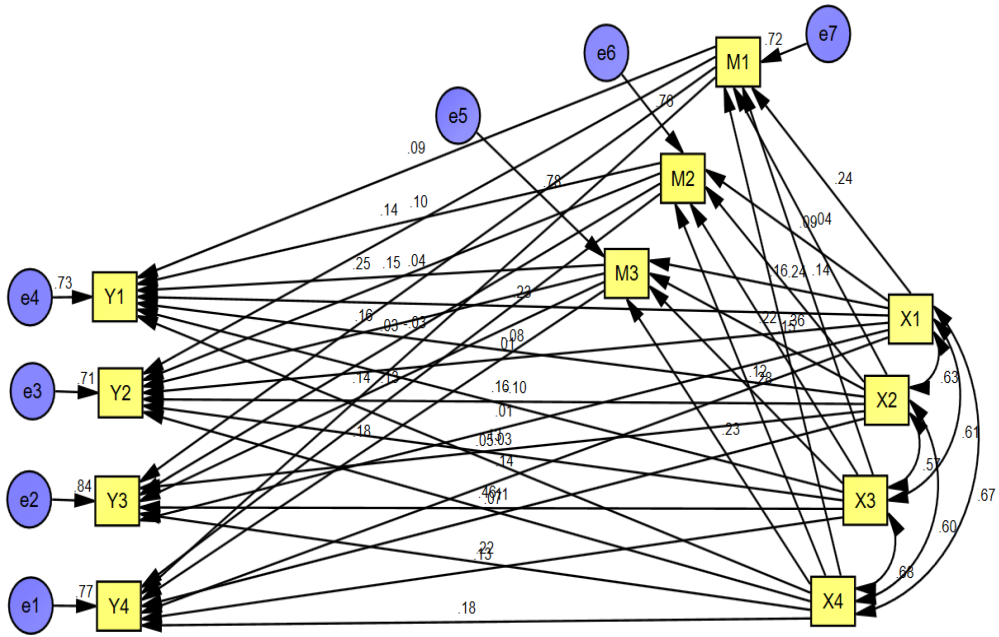 e7
.72
M1
e6
.76
e5
.09
.78
M2
.24
.14 .10
.09 .04
.25 .15 .04
M3
.16 .24 .14
e4
.73
Y1
.23
.16
.03 -.03
.22
.36
X1
.08
.01
e3
.71
Y2
.14 .13
.12
.28
.63
.16 .10
X2
.01
.18
.23
.61
.05 .03
.14
.57
e2
.84
Y3
.46
.11
.07
X3
.67
.60
.22
.13
.68
e1
.77
Y4
.18
X4